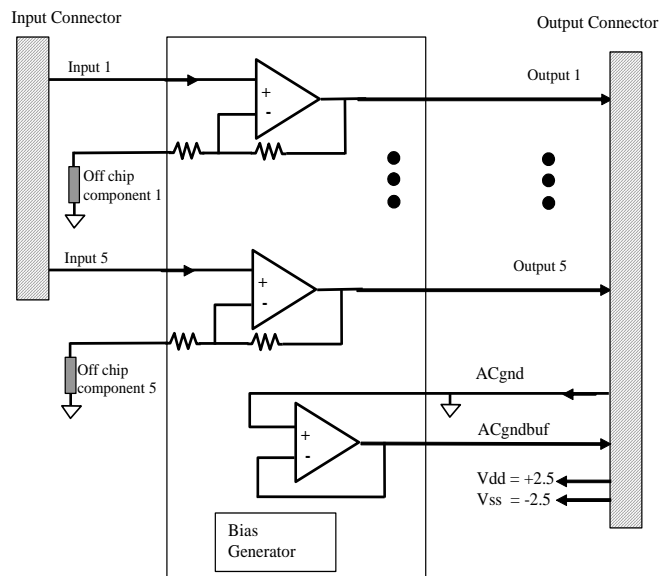 Input Connector
Output Connector
Input 1
Output 1
+
-
Off chip
component 1
Input 5
Output 5
+
-
Off chip
component 5
ACgnd
ACgndbuf
+
-
Vdd = +2.5
Vss = -2.5
Bias
Generator